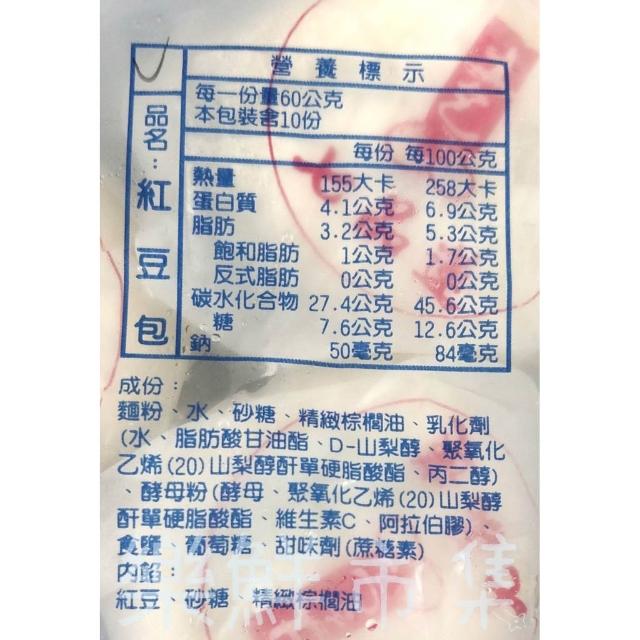 品名：紅豆包
營養標示
每一份量60公克
本包裝含10份
每份 每100公克
熱量 155大卡 258大卡
蛋白質 4.1公克 6.9公克
脂肪 3.2公克 5.3公克
飽和脂肪 1公克 1.7公克
反式脂肪 0公克 0公克
碳水化合物 27.4公克 45.6公克
糖 7.6公克 12.6公克
鈉 50毫克 84毫克
成份：
麵粉、水、砂糖、精緻棕櫚油、乳化劑
(水、脂肪酸甘油酯、D-山梨醇、聚氧化
乙烯(20)山梨醇酐單硬脂酸酯、丙二醇)
、酵母粉(酵母、聚氧化乙烯(20)山梨醇
酐單硬脂酸酯、維生素C、阿拉伯膠)、
食鹽、葡萄糖、甜味劑(蔗糖素)
內餡：
紅豆、砂糖、精緻棕櫚油